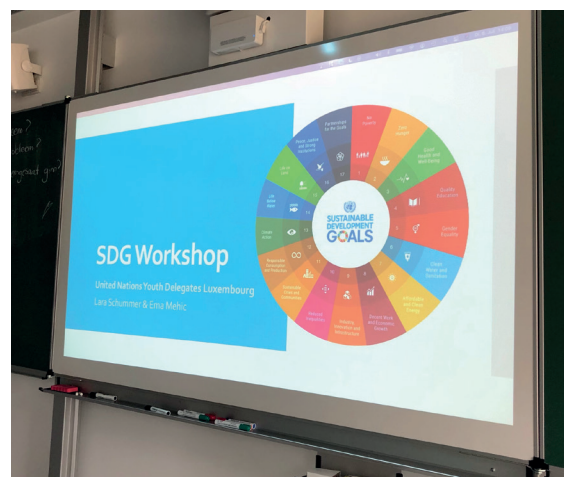 SDG Workshop
United Nations Youth Delegates Luxembourg
Lara Schummer & Ema Mehic
SUSTAINABLE
DEVELOPMENT
GOALS
Partnerships
for the Goals
No
Poverty
Zero
Hunger
Good
Health and
Well-Being
Quality
Education
Gender
Equality
Clean
Water and
Sanitation
Affordable
and Clean
Energy
Decent Work
and Economic
Growth
Industry,
Innovation and
Infrastructure
Reduced
Inequalities
Sustainable
Cities and
Communities
Responsible
Consumption
and Production
Climate
Action
Life
Below
Water
Life on
Land
Peace, Justice
and Strong
Institutions